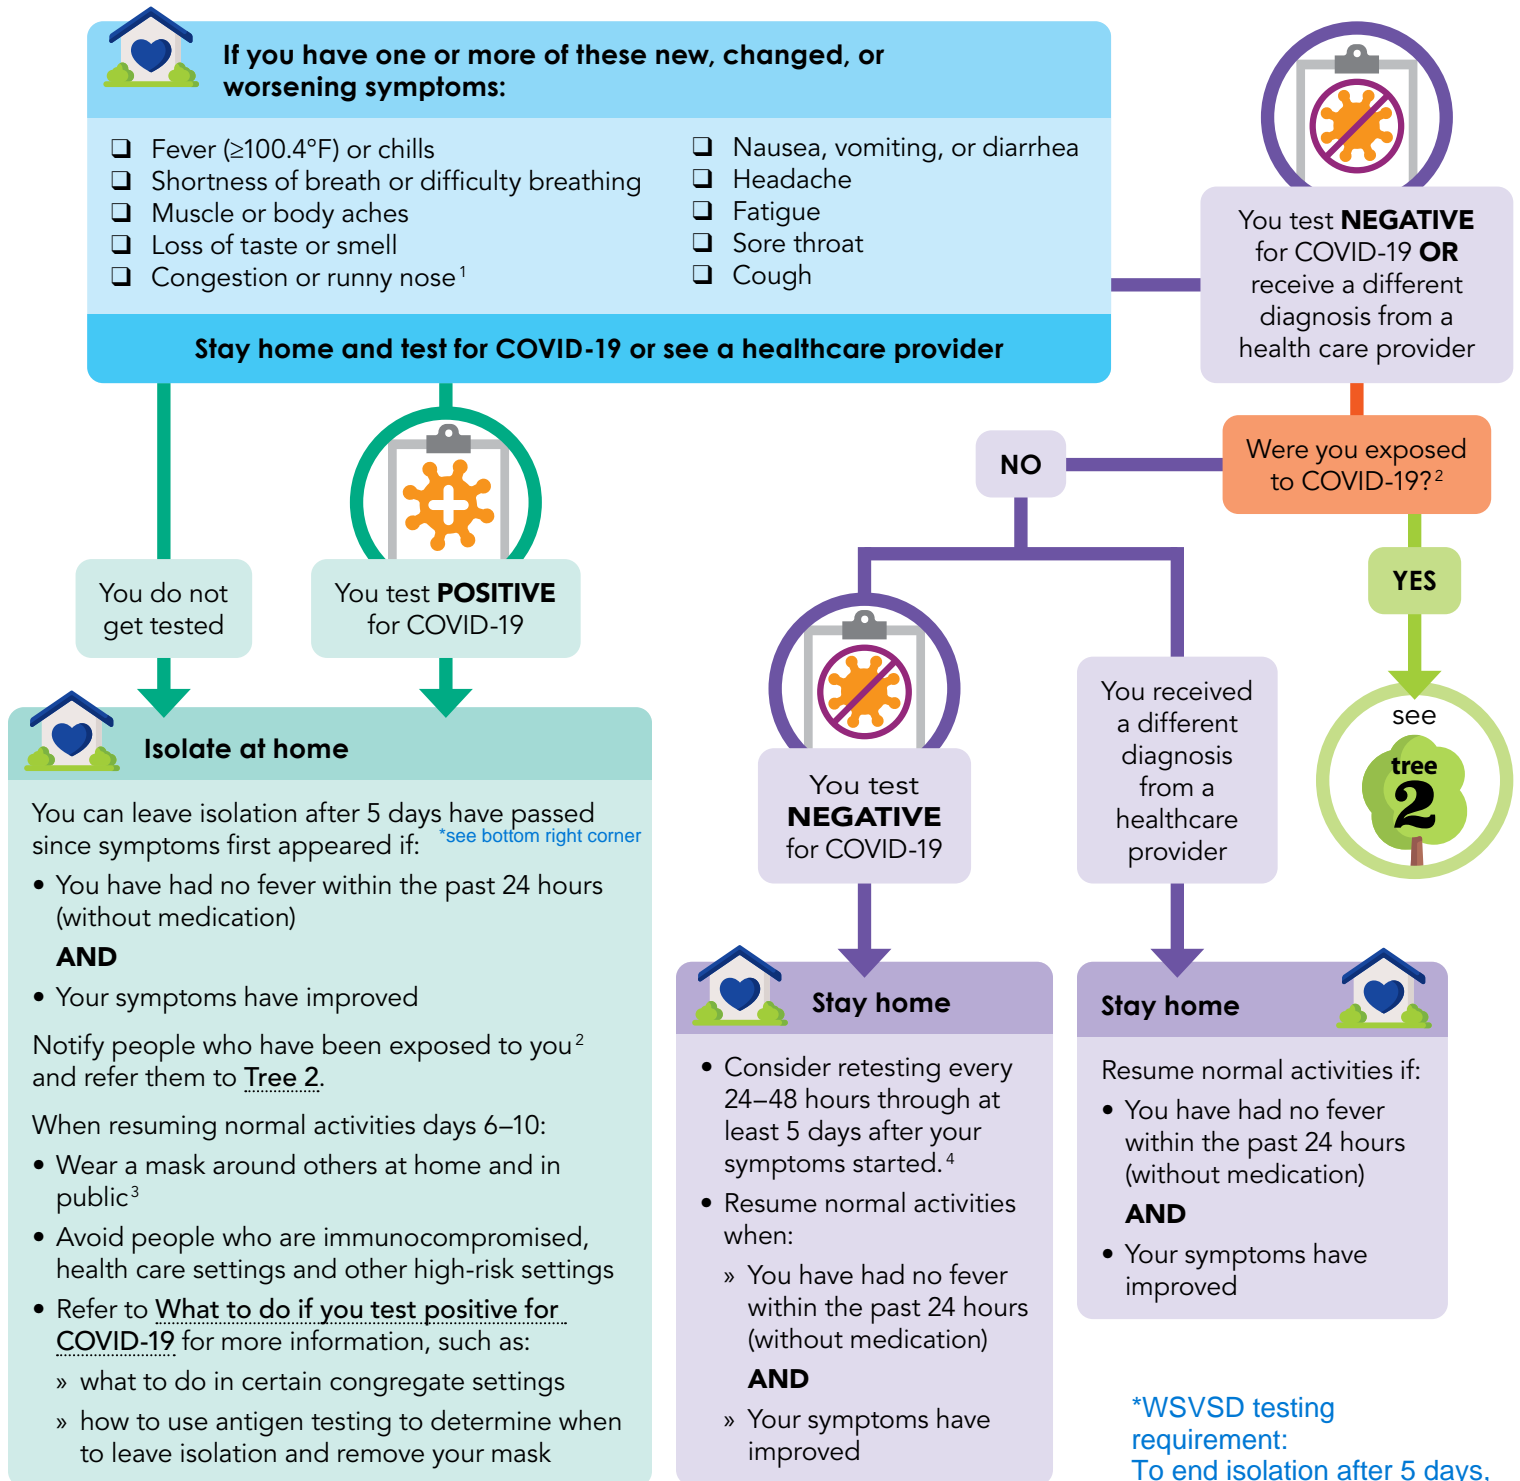 If you have one or more of these new, changed, or
worsening symptoms:
❑ Fever (≥100.4°F) or chills
❑ Shortness of breath or difficulty breathing
❑ Muscle or body aches
❑ Loss of taste or smell
❑ Congestion or runny nose¹
❑ Nausea, vomiting, or diarrhea
❑ Headache
❑ Fatigue
❑ Sore throat
❑ Cough
Stay home and test for COVID-19 or see a healthcare provider
You test NEGATIVE
for COVID-19 OR
receive a different
diagnosis from a
health care provider
Were you exposed
to COVID-19?²
NO
YES
see
tree
2
You do not
get tested
You test POSITIVE
for COVID-19
You test
NEGATIVE
for COVID-19
You received
a different
diagnosis
from a
healthcare
provider
Isolate at home
You can leave isolation after 5 days have passed
since symptoms first appeared if: *see bottom right corner
• You have had no fever within the past 24 hours
(without medication)
AND
• Your symptoms have improved
Notify people who have been exposed to you²
and refer them to Tree 2.
When resuming normal activities days 6–10:
• Wear a mask around others at home and in
public³
• Avoid people who are immunocompromised,
health care settings and other high-risk settings
• Refer to What to do if you test positive for
COVID-19 for more information, such as:
» what to do in certain congregate settings
» how to use antigen testing to determine when
to leave isolation and remove your mask
Stay home
• Consider retesting every
24–48 hours through at
least 5 days after your
symptoms started.⁴
• Resume normal activities
when:
» You have had no fever
within the past 24 hours
(without medication)
AND
» Your symptoms have
improved
Stay home
Resume normal activities if:
• You have had no fever
within the past 24 hours
(without medication)
AND
• Your symptoms have
improved
*WSVSD testing
requirement:
To end isolation after 5 days,